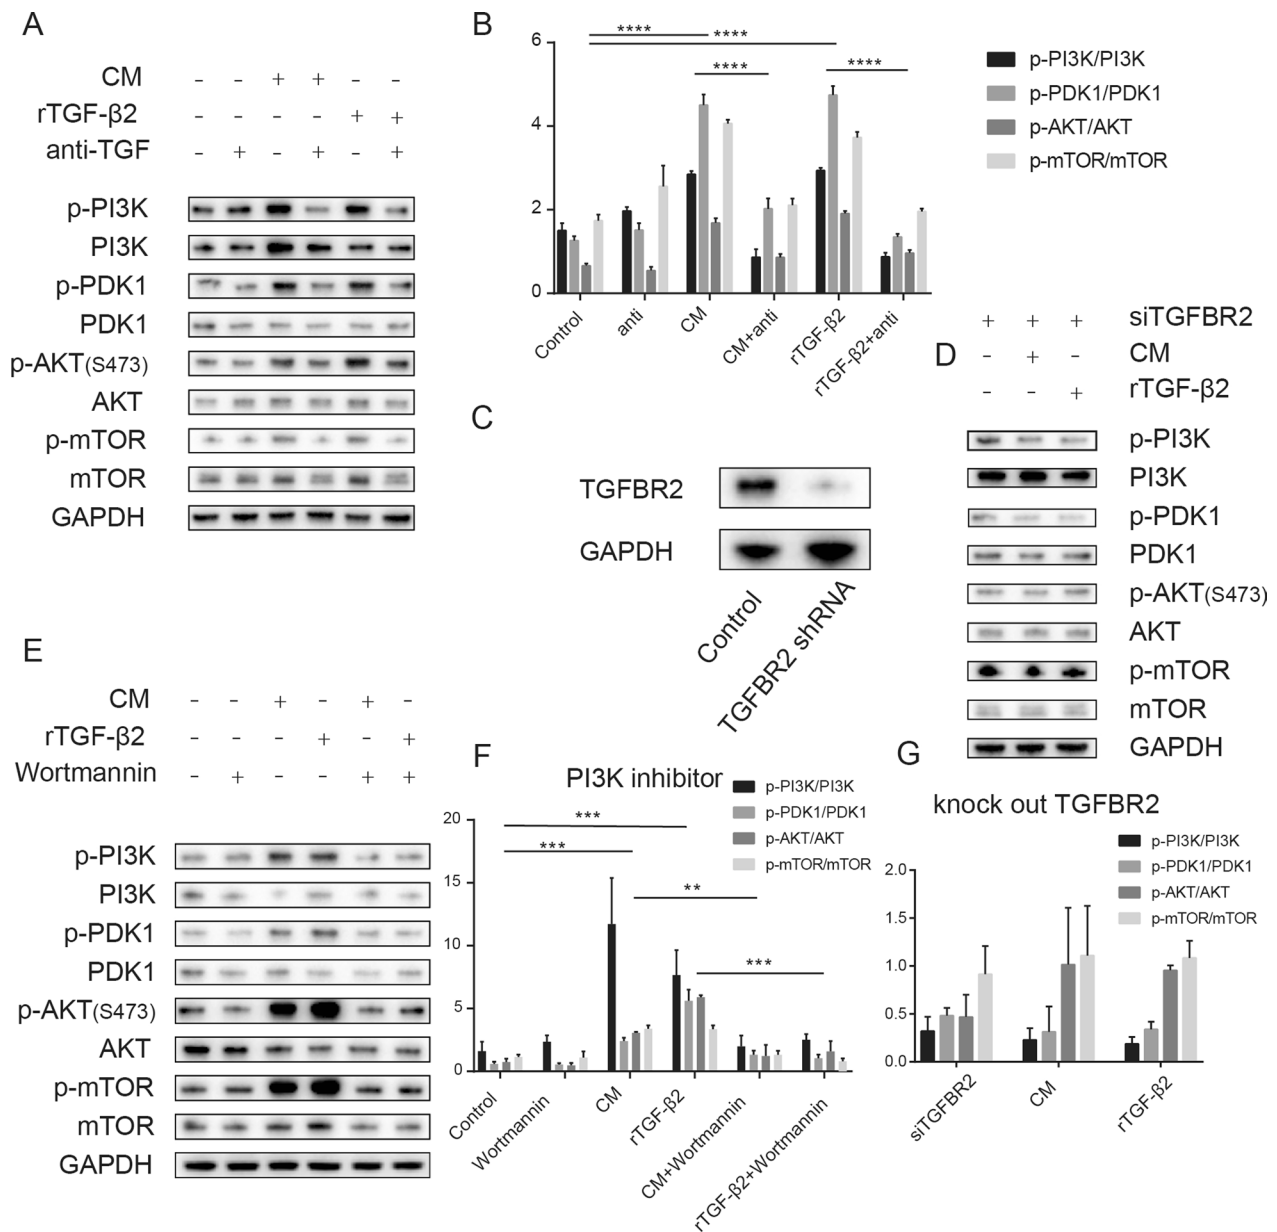 A
CM - - + + - -
rTGF-β2 - - - - + +
anti-TGF - + - + - +
p-PI3K
PI3K
p-PDK1
PDK1
p-AKT(S473)
AKT
p-mTOR
mTOR
GAPDH
B
****
****
****
****
6
4
2
0
Control
anti
CM
CM+anti
rTGF-β2
rTGF-β2+anti
p-PI3K/PI3K
p-PDK1/PDK1
p-AKT/AKT
p-mTOR/mTOR
C
TGFBR2
GAPDH
Control
TGFBR2 shRNA
D
+ + + siTGFBR2
- + - CM
- - + rTGF-β2
p-PI3K
PI3K
p-PDK1
PDK1
p-AKT(S473)
AKT
p-mTOR
mTOR
GAPDH
E
CM - - + - + -
rTGF-β2 - - - + - +
Wortmannin - + - - + +
p-PI3K
PI3K
p-PDK1
PDK1
p-AKT(S473)
AKT
p-mTOR
mTOR
GAPDH
F
PI3K inhibitor
p-PI3K/PI3K
p-PDK1/PDK1
p-AKT/AKT
p-mTOR/mTOR
***
***
**
***
20
15
10
5
0
Control
Wortmannin
CM
rTGF-β2
CM+Wortmannin
rTGF-β2+Wortmannin
G
knock out TGFBR2
p-PI3K/PI3K
p-PDK1/PDK1
p-AKT/AKT
p-mTOR/mTOR
2.0
1.5
1.0
0.5
0.0
siTGFBR2
CM
rTGF-β2